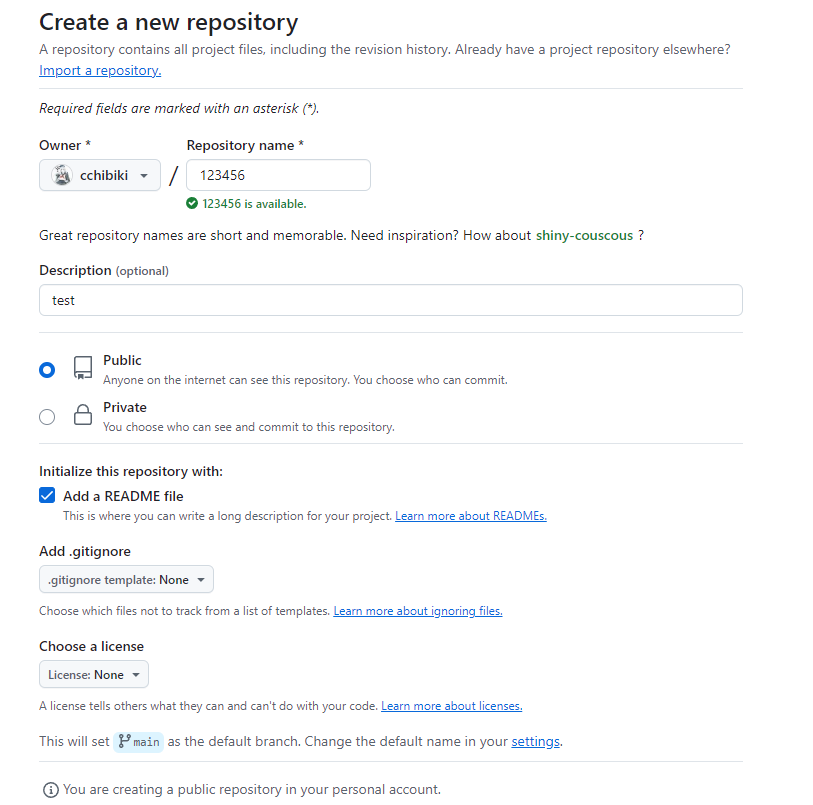 Create a new repository
A repository contains all project files, including the revision history. Already have a project repository elsewhere?
Import a repository.
Required fields are marked with an asterisk (*).
Owner * Repository name *
cchibiki / 123456
123456 is available.
Great repository names are short and memorable. Need inspiration? How about shiny-couscous ?
Description (optional)
test
Public
Anyone on the internet can see this repository. You choose who can commit.
Private
You choose who can see and commit to this repository.
Initialize this repository with:
Add a README file
This is where you can write a long description for your project. Learn more about READMEs.
Add .gitignore
.gitignore template: None
Choose which files not to track from a list of templates. Learn more about ignoring files.
Choose a license
License: None
A license tells others what they can and can't do with your code. Learn more about licenses.
This will set main as the default branch. Change the default name in your settings.
You are creating a public repository in your personal account.